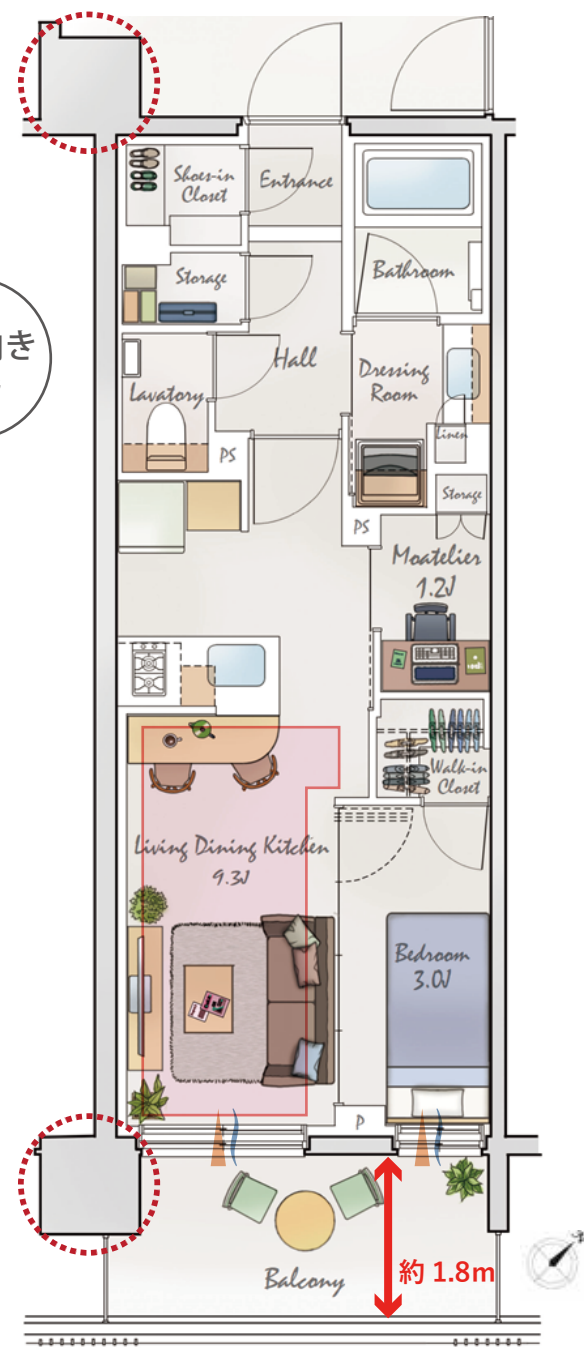 Shoes-in
Closet
Entrance
Storage
Bathroom
Hall
Dressing
Room
Lavatory
Linen
PS
Storage
PS
Moatelier
1.2J
Walk-in
Closet
Living Dining Kitchen
9.3J
Bedroom
3.0J
P
約 1.8m
Balcony
き